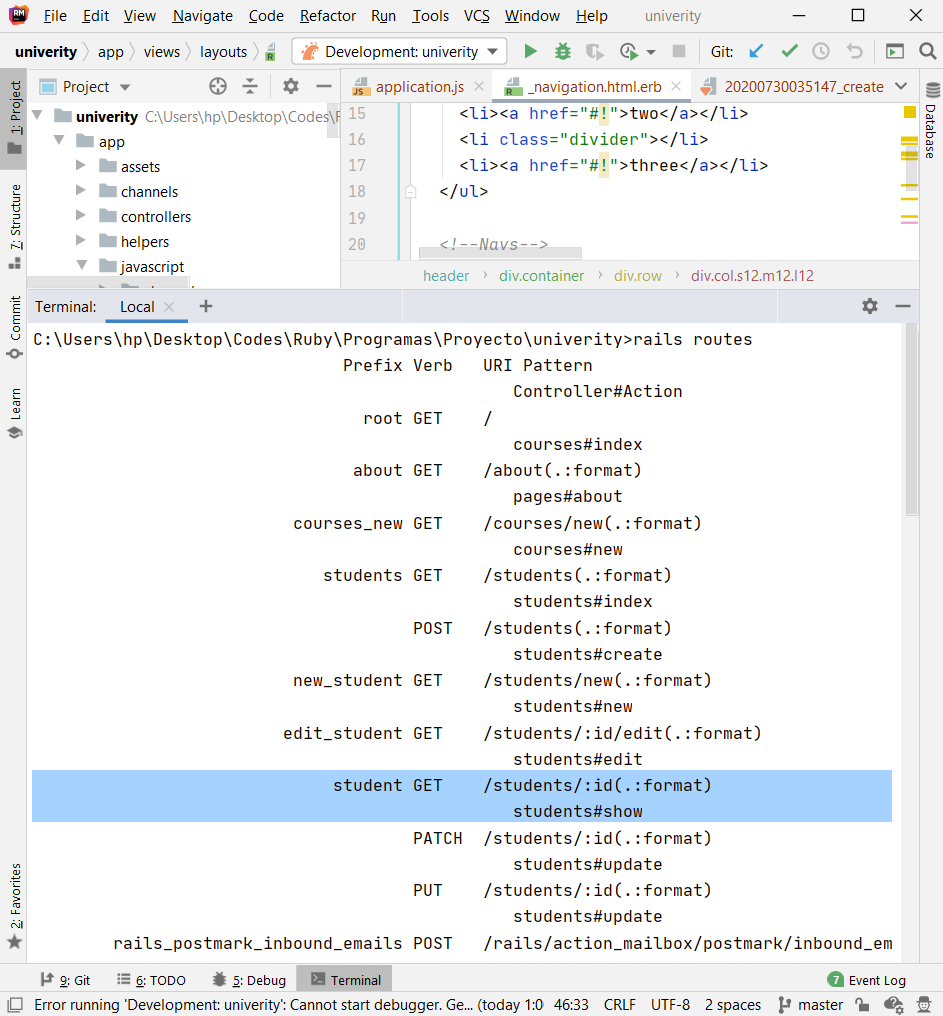 File Edit View Navigate Code Refactor Run Tools VCS Window Help univerity
univerity app views layouts Development: univerity Git:
1: Project
Project
application.js _navigation.html.erb 20200730035147_create
univerity C:\Users\hp\Desktop\Codes\
app
assets
channels
controllers
helpers
javascript
15 <li><a href="#!">two</a></li>
16 <li class="divider"></li>
17 <li><a href="#!">three</a></li>
18 </ul>
19
20 <!--Navs-->
header div.container div.row div.col.s12.m12.l12
Database
7: Structure
Commit
Learn
2: Favorites
Terminal: Local
C:\Users\hp\Desktop\Codes\Ruby\Programas\Proyecto\univerity>rails routes
Prefix Verb URI Pattern
Controller#Action
root GET /
courses#index
about GET /about(.:format)
pages#about
courses_new GET /courses/new(.:format)
courses#new
students GET /students(.:format)
students#index
POST /students(.:format)
students#create
new_student GET /students/new(.:format)
students#new
edit_student GET /students/:id/edit(.:format)
students#edit
student GET /students/:id(.:format)
students#show
PATCH /students/:id(.:format)
students#update
PUT /students/:id(.:format)
students#update
rails_postmark_inbound_emails POST /rails/action_mailbox/postmark/inbound_em
9: Git 6: TODO 5: Debug Terminal 7 Event Log
Error running 'Development: univerity': Cannot start debugger. Ge... (today 1:0 46:33 CRLF UTF-8 2 spaces master